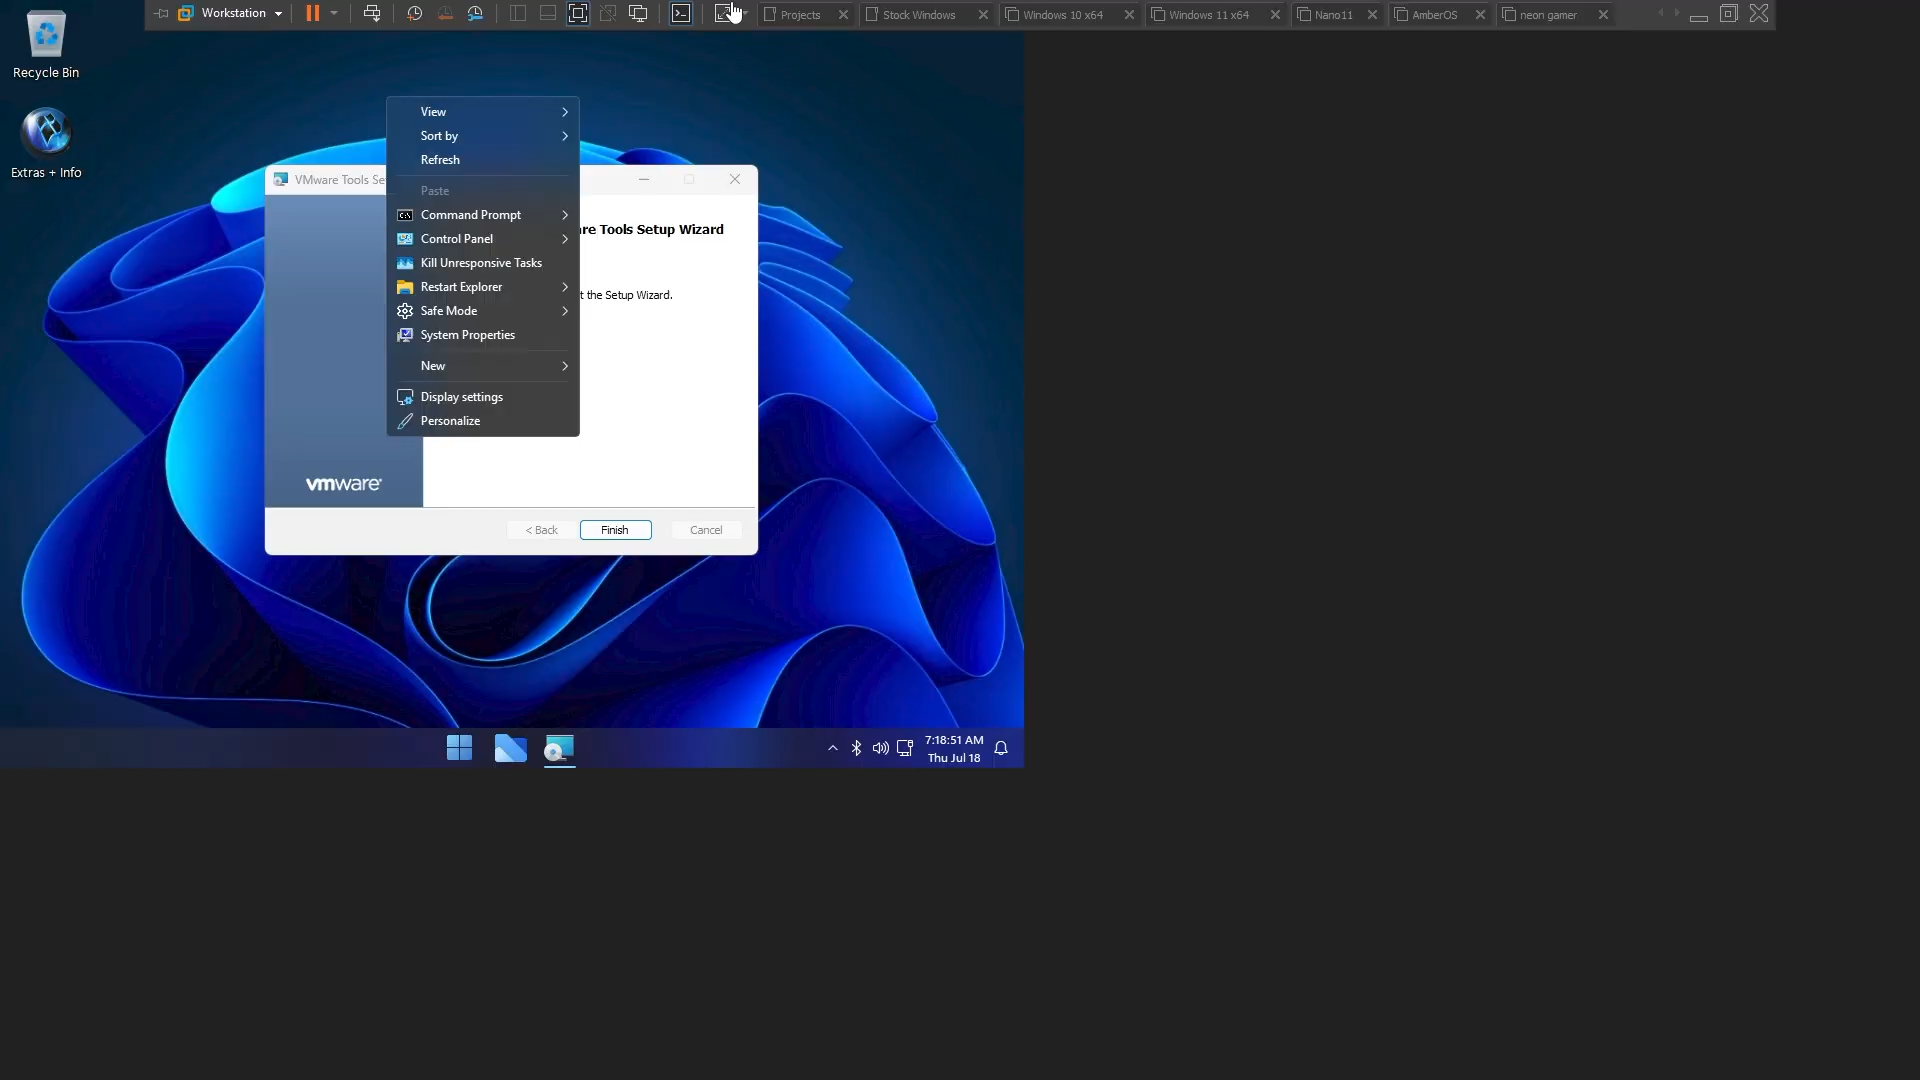 Workstation
Projects
Stock Windows
Windows 10 x64
Windows 11 x64
Nano11
AmberOS
neon gamer
Recycle Bin
Extras + Info
View
Sort by
Refresh
Paste
Command Prompt
Control Panel
Kill Unresponsive Tasks
Restart Explorer
Safe Mode
System Properties
New
Display settings
Personalize
VMware Tools Se
re Tools Setup Wizard
t the Setup Wizard.
vmware
< Back
Finish
Cancel
7:18:51 AM
Thu Jul 18